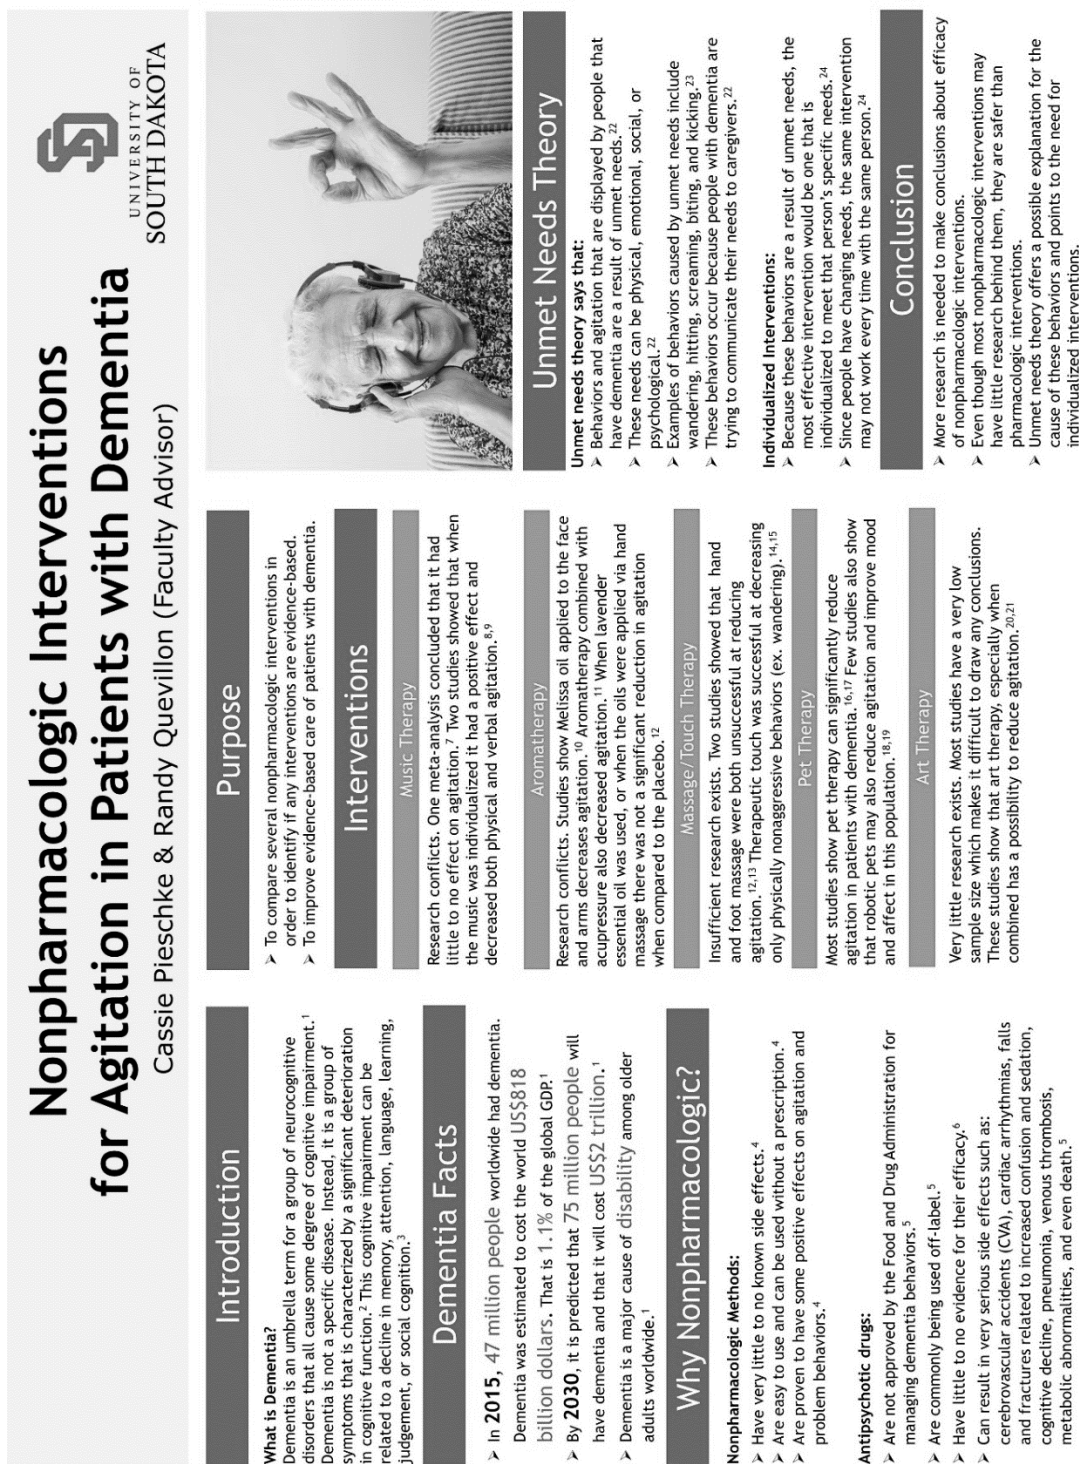 Nonpharmacologic Interventions
for Agitation in Patients with Dementia
Cassie Pieschke & Randy Quevillon (Faculty Advisor)
SD
UNIVERSITY OF
SOUTH DAKOTA
Introduction
What is Dementia?
Dementia is an umbrella term for a group of neurocognitive
disorders that all cause some degree of cognitive impairment.1
Dementia is not a specific disease. Instead, it is a group of
symptoms that is characterized by a significant deterioration
in cognitive function.2 This cognitive impairment can be
related to a decline in memory, attention, language, learning,
judgement, or social cognition.3
Dementia Facts
➢ In 2015, 47 million people worldwide had dementia.
Dementia was estimated to cost the world US$818
billion dollars. That is 1.1% of the global GDP.1
➢ By 2030, it is predicted that 75 million people will
have dementia and that it will cost US$2 trillion.1
➢ Dementia is a major cause of disability among older
adults worldwide.1
Why Nonpharmacologic?
Nonpharmacologic Methods:
➢ Have very little to no known side effects.4
➢ Are easy to use and can be used without a prescription.4
➢ Are proven to have some positive effects on agitation and
problem behaviors.4
Antipsychotic drugs:
➢ Are not approved by the Food and Drug Administration for
managing dementia behaviors.5
➢ Are commonly being used off-label.5
➢ Have little to no evidence for their efficacy.6
➢ Can result in very serious side effects such as:
cerebrovascular accidents (CVA), cardiac arrhythmias, falls
and fractures related to increased confusion and sedation,
cognitive decline, pneumonia, venous thrombosis,
metabolic abnormalities, and even death.5
Purpose
➢ To compare several nonpharmacologic interventions in
order to identify if any interventions are evidence-based.
➢ To improve evidence-based care of patients with dementia.
Interventions
Music Therapy
Research conflicts. One meta-analysis concluded that it had
little to no effect on agitation.7 Two studies showed that when
the music was individualized it had a positive effect and
decreased both physical and verbal agitation.8,9
Aromatherapy
Research conflicts. Studies show Melissa oil applied to the face
and arms decreases agitation.10 Aromatherapy combined with
acupressure also decreased agitation.11 When lavender
essential oil was used, or when the oils were applied via hand
massage there was not a significant reduction in agitation
when compared to the placebo.12
Massage/Touch Therapy
Insufficient research exists. Two studies showed that hand
and foot massage were both unsuccessful at reducing
agitation.12,13 Therapeutic touch was successful at decreasing
only physically nonaggressive behaviors (ex. wandering).14,15
Pet Therapy
Most studies show pet therapy can significantly reduce
agitation in patients with dementia.16,17 Few studies also show
that robotic pets may also reduce agitation and improve mood
and affect in this population.18,19
Art Therapy
Very little research exists. Most studies have a very low
sample size which makes it difficult to draw any conclusions.
These studies show that art therapy, especially when
combined has a possibility to reduce agitation.20,21
Unmet Needs Theory
Unmet needs theory says that:
➢ Behaviors and agitation that are displayed by people that
have dementia are a result of unmet needs.22
➢ These needs can be physical, emotional, social, or
psychological.22
➢ Examples of behaviors caused by unmet needs include
wandering, hitting, screaming, biting, and kicking.23
➢ These behaviors occur because people with dementia are
trying to communicate their needs to caregivers.22
Individualized Interventions:
➢ Because these behaviors are a result of unmet needs, the
most effective intervention would be one that is
individualized to meet that person's specific needs.24
➢ Since people have changing needs, the same intervention
may not work every time with the same person.24
Conclusion
➢ More research is needed to make conclusions about efficacy
of nonpharmacologic interventions.
➢ Even though most nonpharmacologic interventions may
have little research behind them, they are safer than
pharmacologic interventions.
➢ Unmet needs theory offers a possible explanation for the
cause of these behaviors and points to the need for
individualized interventions.